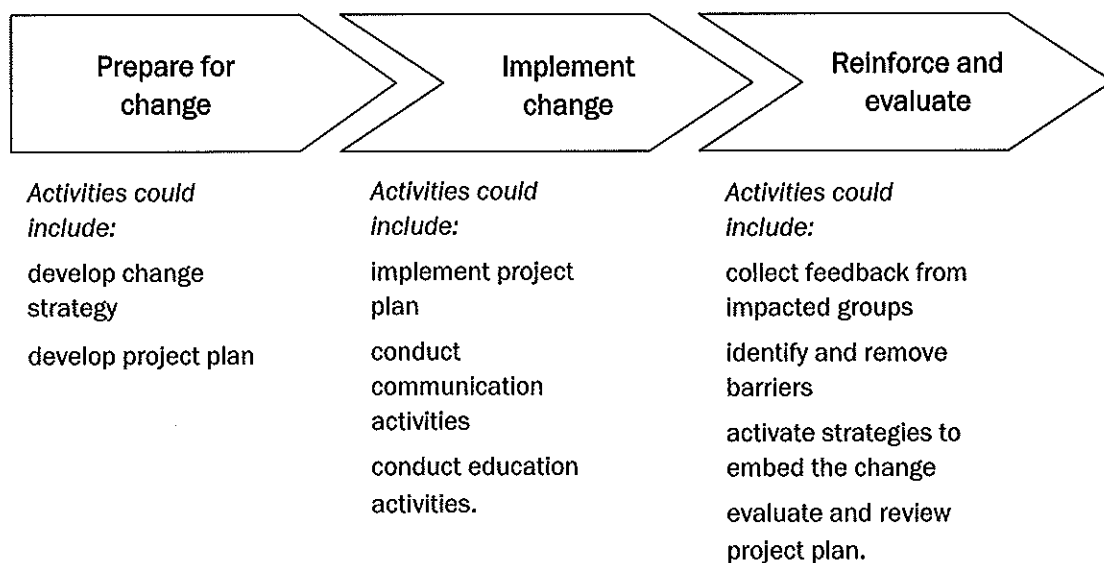 Prepare for
change
Implement
change
Reinforce and
evaluate
Activities could
include:
develop change
strategy
develop project plan
Activities could
include:
implement project
plan
conduct
communication
activities
conduct education
activities.
Activities could
include:
collect feedback from
impacted groups
identify and remove
barriers
activate strategies to
embed the change
evaluate and review
project plan.